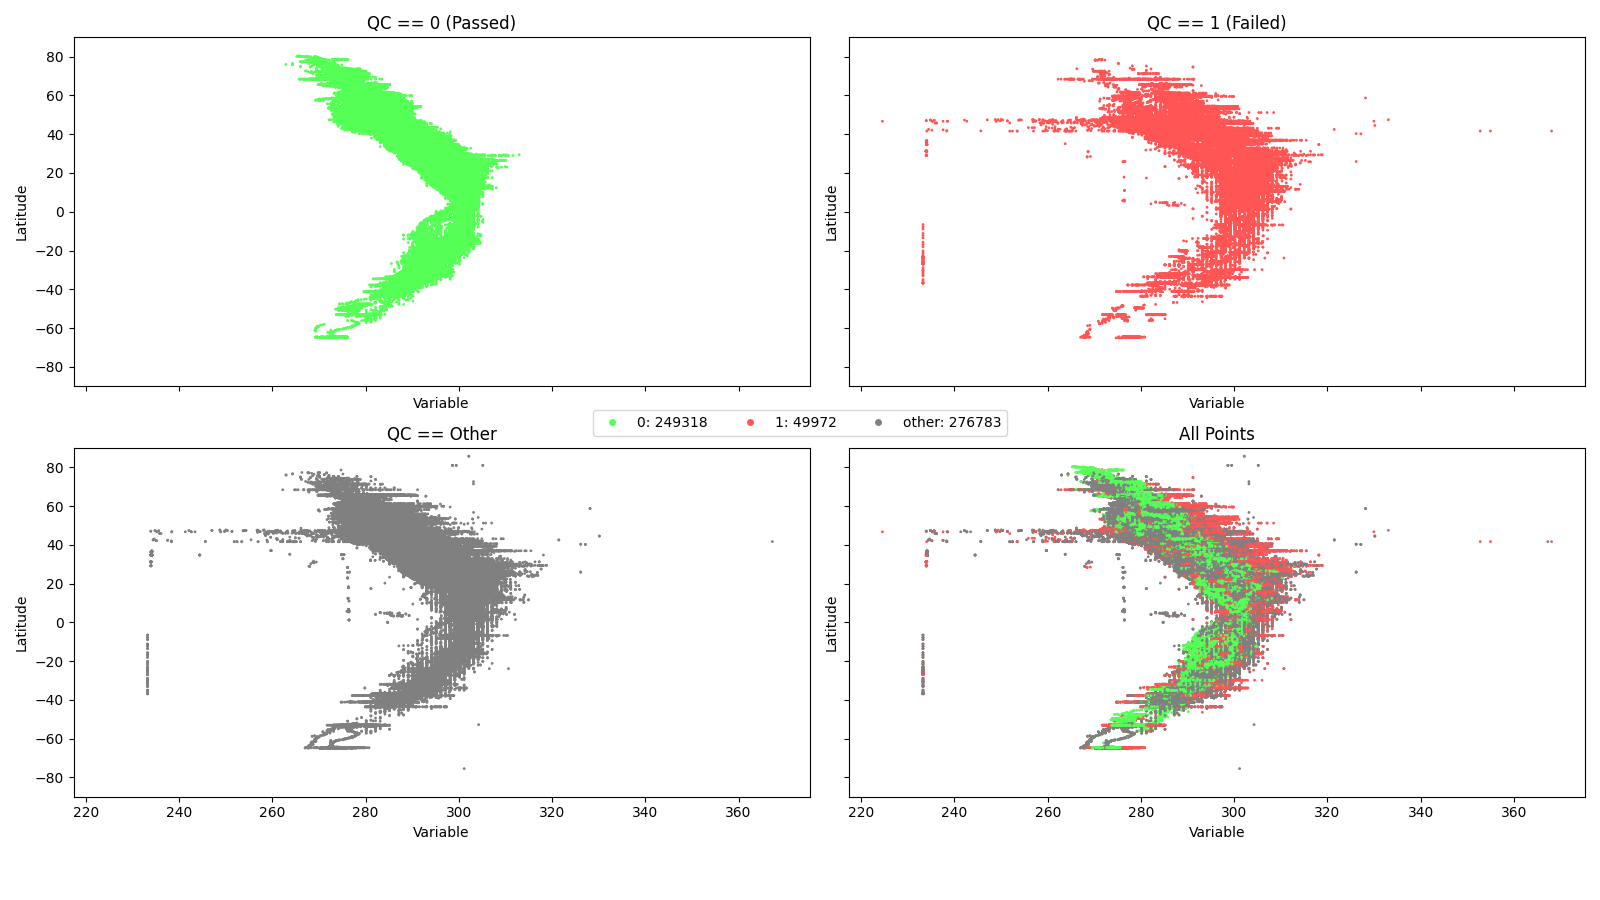 QC == 0 (Passed)
QC == 1 (Failed)
80
60
40
20
0
−20
−40
−60
−80
Latitude
Latitude
Variable
Variable
0: 249318
1: 49972
other: 276783
QC == Other
All Points
80
60
40
20
0
−20
−40
−60
−80
Latitude
Latitude
220 240 260 280 300 320 340 360
220 240 260 280 300 320 340 360
Variable
Variable